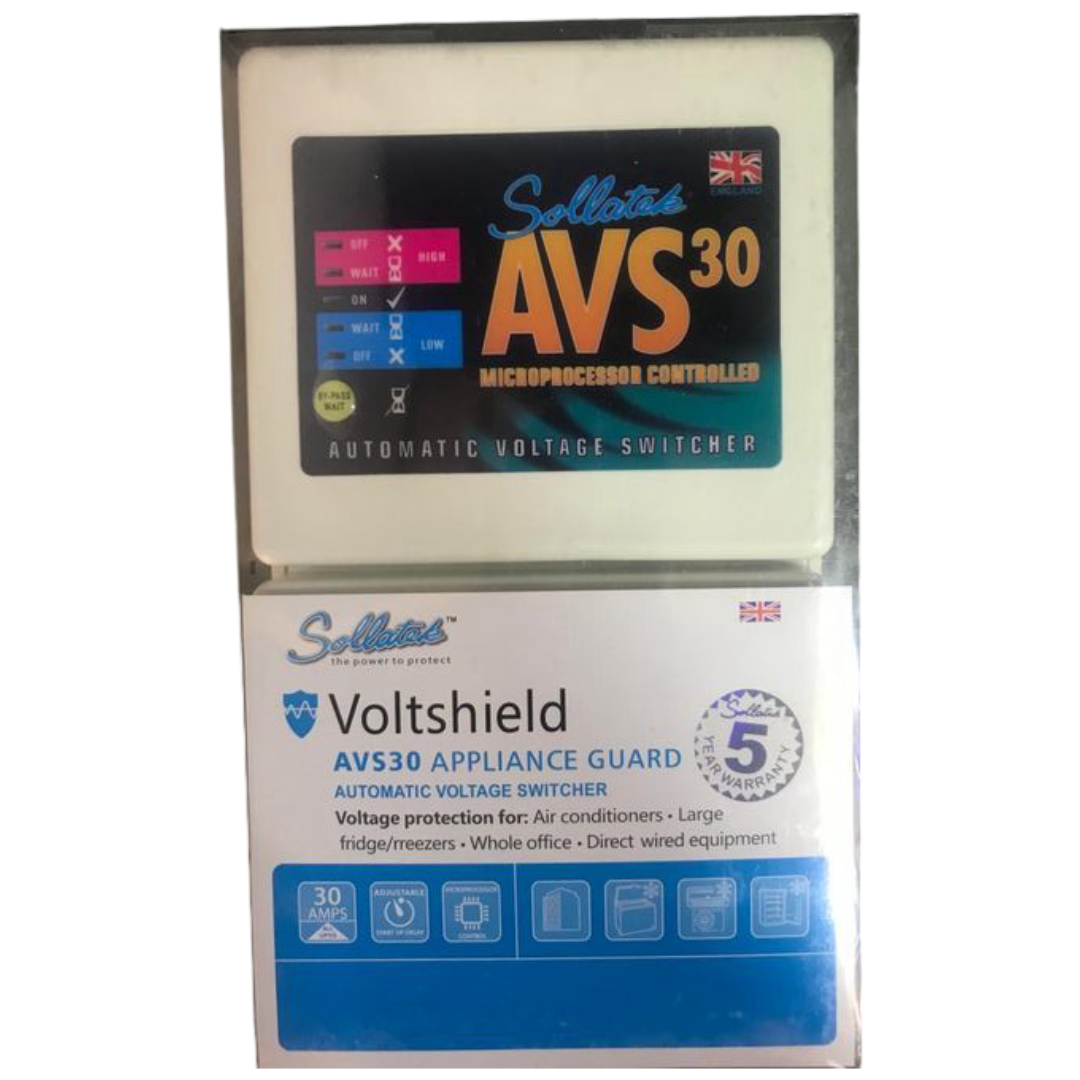 ENGLAND
Sollatek
AVS30
MICROPROCESSOR CONTROLLED
OFF
WAIT
HIGH
ON
WAIT
OFF
LOW
BY-PASS
WAIT
AUTOMATIC VOLTAGE SWITCHER
Sollatek™
the power to protect
Voltshield
AVS30 APPLIANCE GUARD
AUTOMATIC VOLTAGE SWITCHER
Sollatek
5
YEAR WARRANTY
Voltage protection for: Air conditioners • Large
fridge/rreezers • Whole office • Direct wired equipment
30
AMPS
ADJUSTABLE
START UP DELAY
MICROPROCESSOR
CONTROL